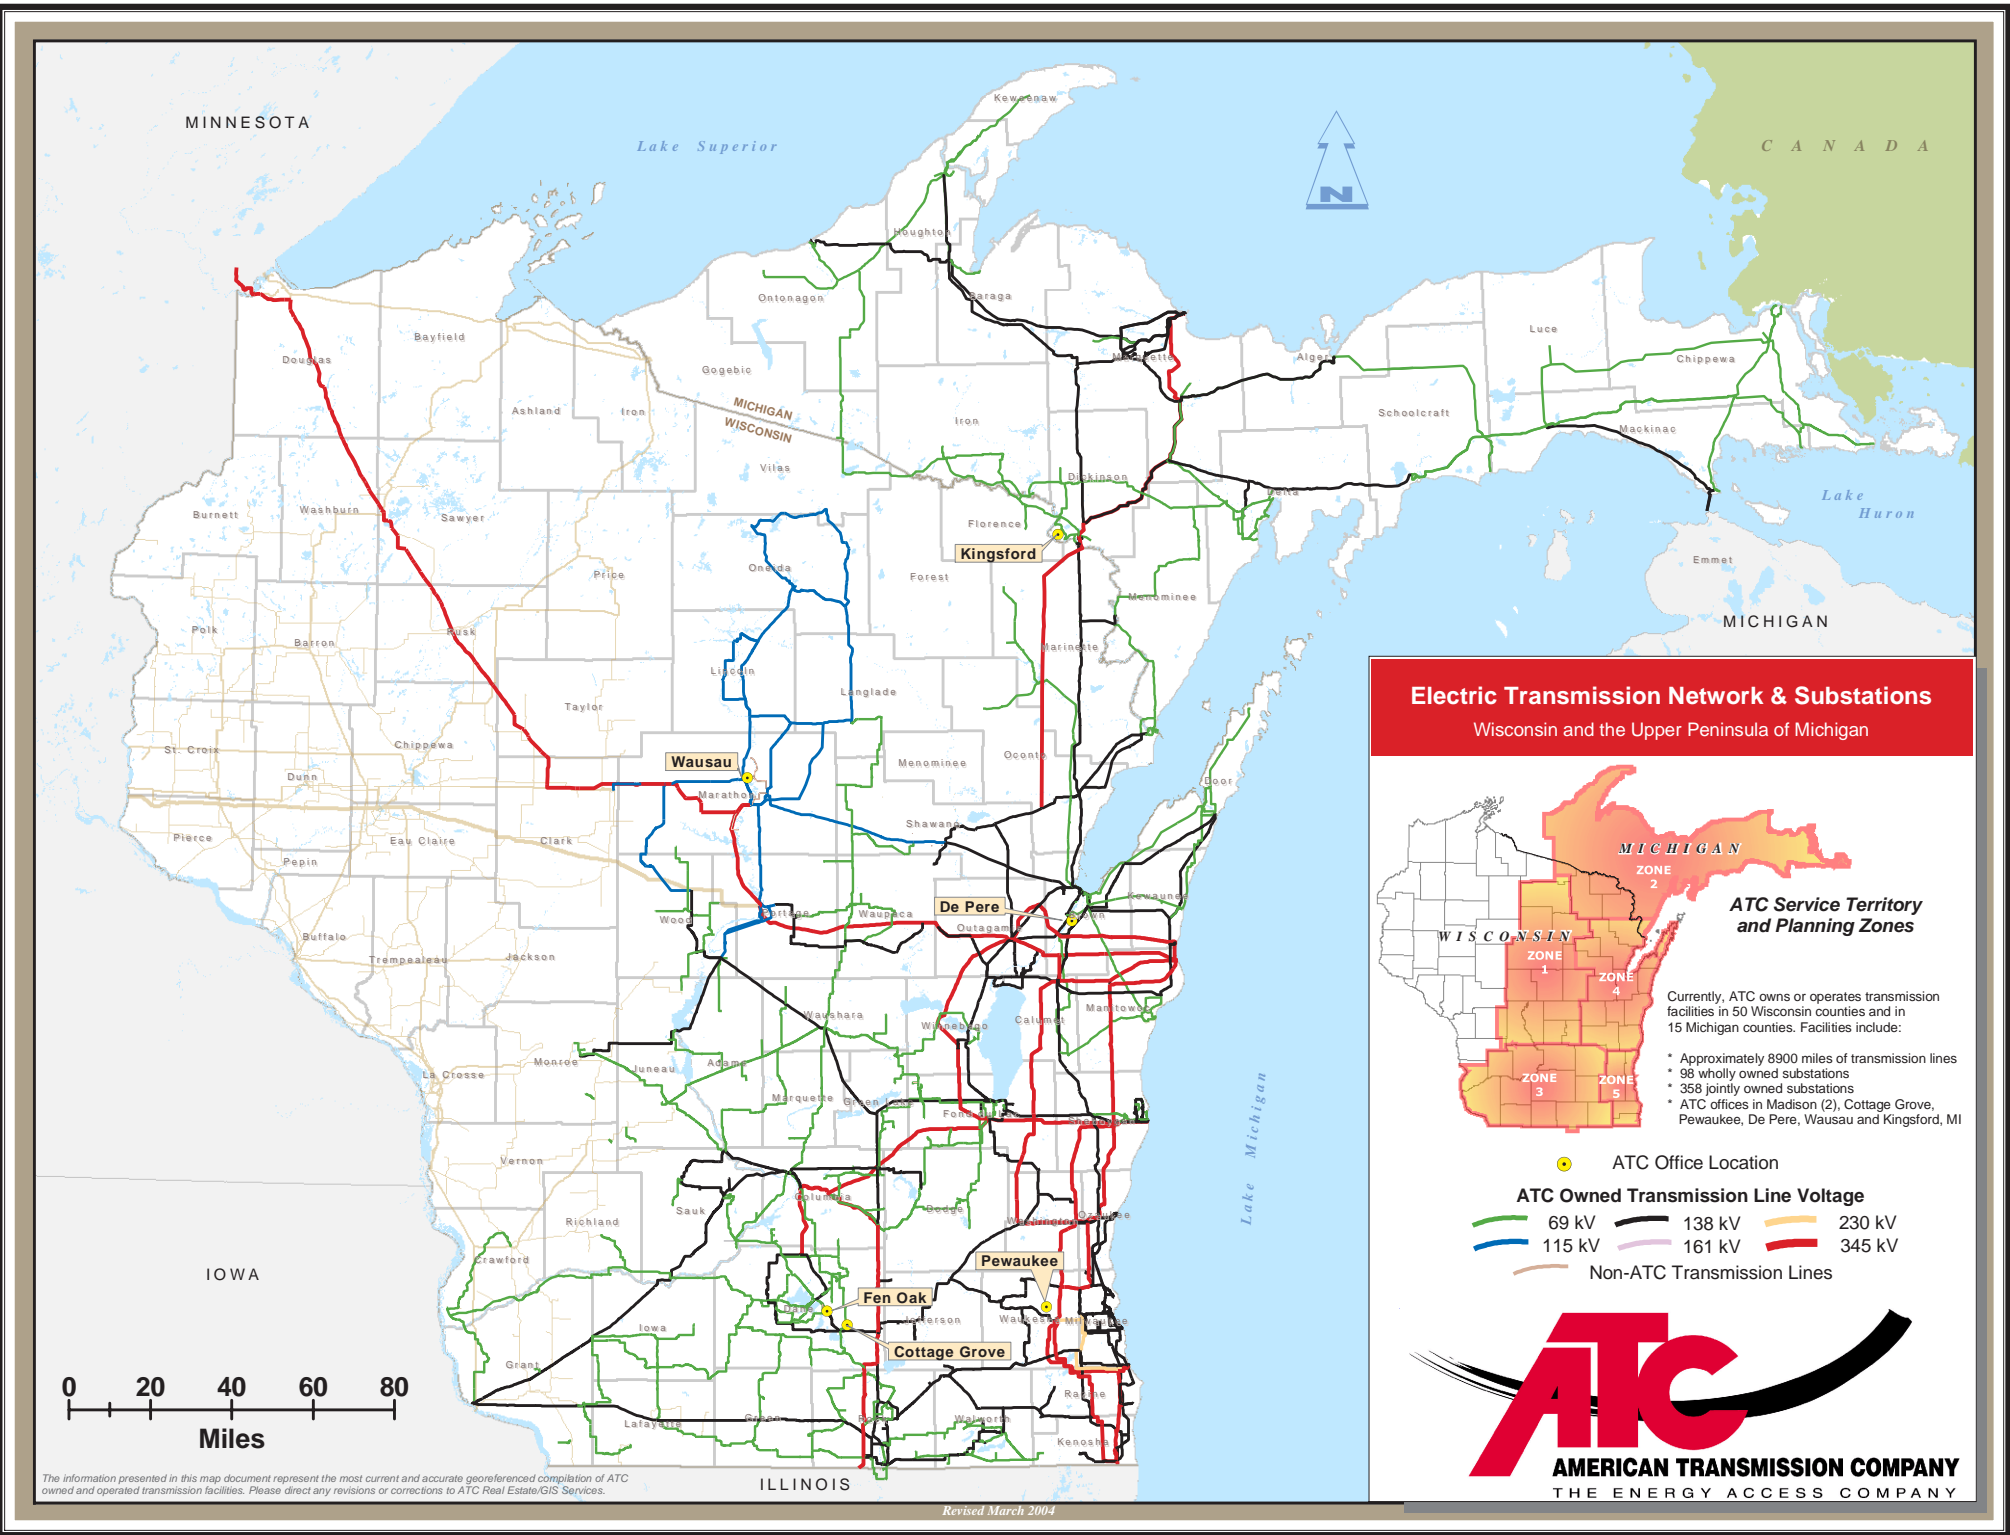 MINNESOTA
Lake Superior
CANADA
N
Keweenaw
Houghton
Ontonagon
Baraga
Gogebic
Marquette
Alger
Luce
Chippewa
Schoolcraft
Mackinac
Iron
Dickinson
Delta
Menominee
MICHIGAN
WISCONSIN
Lake
Huron
Emmet
MICHIGAN
Douglas
Bayfield
Ashland
Iron
Vilas
Burnett
Washburn
Sawyer
Florence
Kingsford
Price
Oneida
Forest
Polk
Barron
Rusk
Lincoln
Langlade
Marinette
Taylor
St. Croix
Chippewa
Dunn
Wausau
Marathon
Menominee
Oconto
Door
Shawano
Pierce
Pepin
Eau Claire
Clark
Buffalo
Trempealeau
Jackson
Wood
Portage
Waupaca
De Pere
Brown
Kewaunee
Outagamie
Waushara
Winnebago
Calumet
Manitowoc
La Crosse
Monroe
Juneau
Adams
Marquette
Green Lake
Fond du Lac
Sheboygan
Lake Michigan
Vernon
Sauk
Columbia
Dodge
Washington
Ozaukee
Richland
Crawford
IOWA
Pewaukee
Fen Oak
Dane
Jefferson
Waukesha
Milwaukee
Cottage Grove
Iowa
Grant
Lafayette
Green
Rock
Walworth
Racine
Kenosha
ILLINOIS
0 20 40 60 80
Miles
The information presented in this map document represent the most current and accurate georeferenced compilation of ATC
owned and operated transmission facilities. Please direct any revisions or corrections to ATC Real Estate/GIS Services.
Revised March 2004
Electric Transmission Network & Substations
Wisconsin and the Upper Peninsula of Michigan
MICHIGAN
ZONE
2
WISCONSIN
ZONE
1
ZONE
4
ZONE
3
ZONE
5
ATC Service Territory
and Planning Zones
Currently, ATC owns or operates transmission
facilities in 50 Wisconsin counties and in
15 Michigan counties. Facilities include:
* Approximately 8900 miles of transmission lines
* 98 wholly owned substations
* 358 jointly owned substations
* ATC offices in Madison (2), Cottage Grove,
Pewaukee, De Pere, Wausau and Kingsford, MI
ATC Office Location
ATC Owned Transmission Line Voltage
69 kV 138 kV 230 kV
115 kV 161 kV 345 kV
Non-ATC Transmission Lines
ATC
AMERICAN TRANSMISSION COMPANY
THE ENERGY ACCESS COMPANY